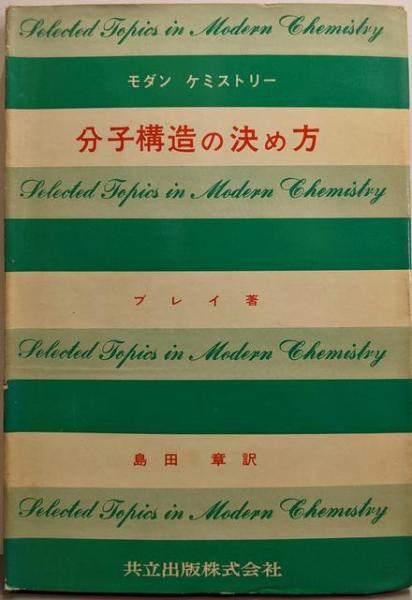 Selected Topics in Modern Chemistry
モダン ケミストリー
分子構造の決め方
Selected Topics in Modern Chemistry
ブレイ 著
Selected Topics in Modern Chemistry
島田 章 訳
Selected Topics in Modern Chemistry
共立出版株式会社